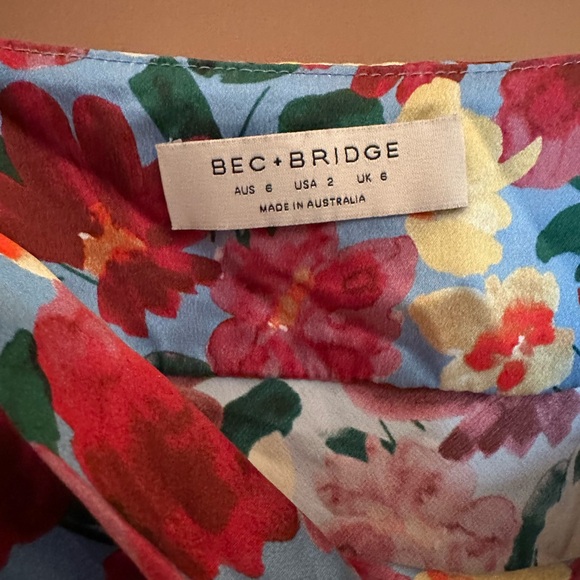 BEC + BRIDGE
AUS 6 USA 2 UK 6
MADE IN AUSTRALIA